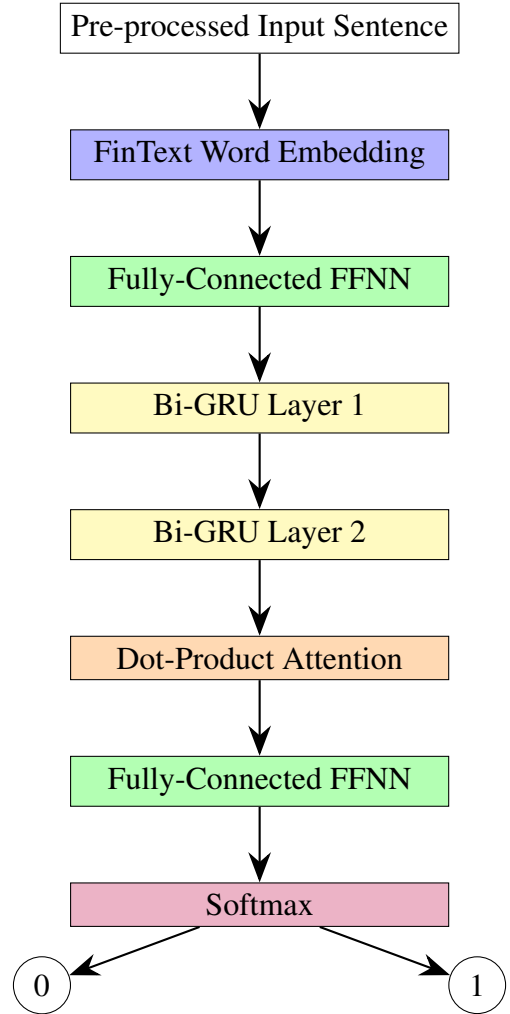 Pre-processed Input Sentence
FinText Word Embedding
Fully-Connected FFNN
Bi-GRU Layer 1
Bi-GRU Layer 2
Dot-Product Attention
Fully-Connected FFNN
Softmax
0
1